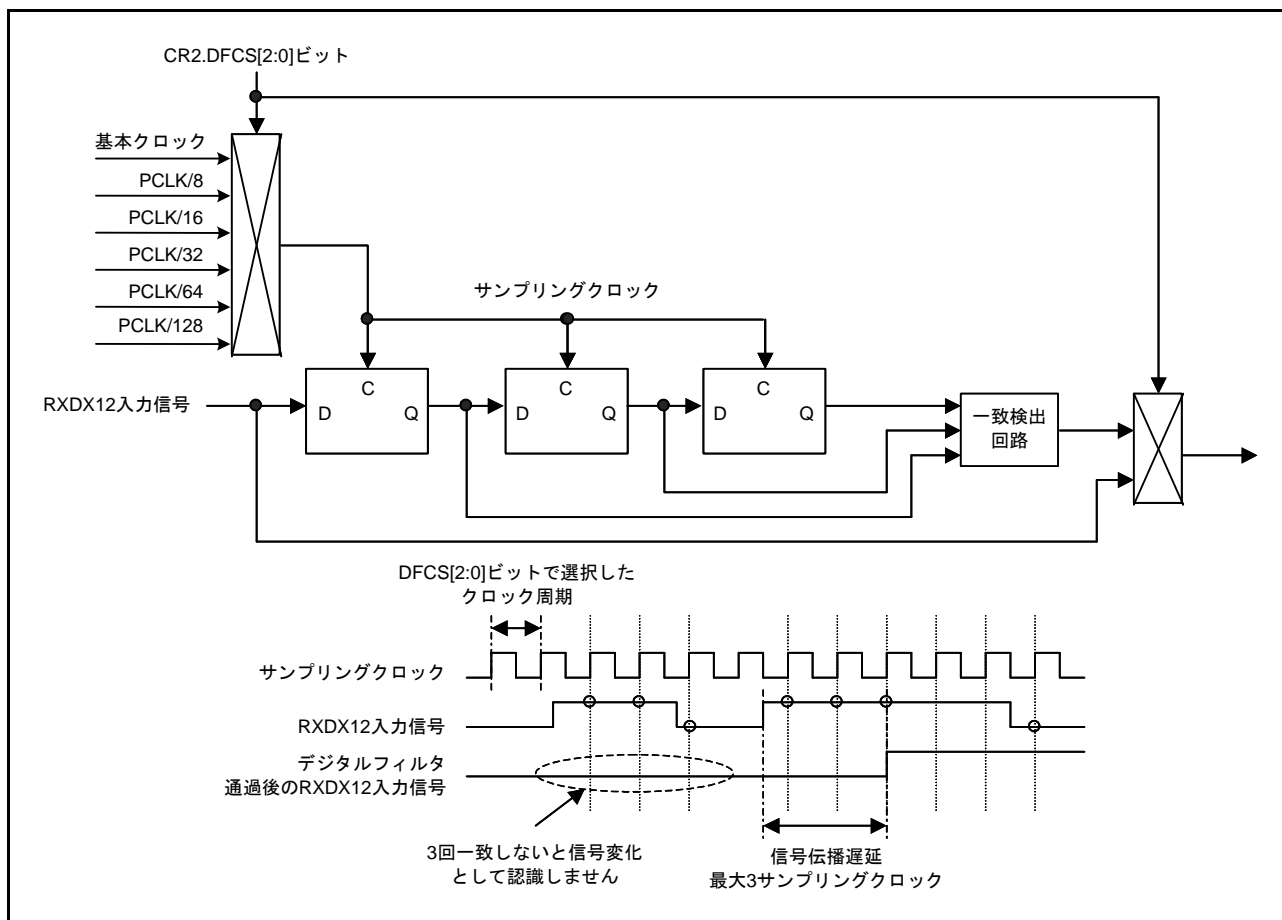 CR2.DFCS[2:0]ビット
基本クロック
PCLK/8
PCLK/16
PCLK/32
PCLK/64
PCLK/128
サンプリングクロック
RXDX12入力信号
C
D
Q
C
D
Q
C
D
Q
一致検出
回路
DFCS[2:0]ビットで選択した
クロック周期
サンプリングクロック
RXDX12入力信号
デジタルフィルタ
通過後のRXDX12入力信号
3回一致しないと信号変化
として認識しません
信号伝播遅延
最大3サンプリングクロック